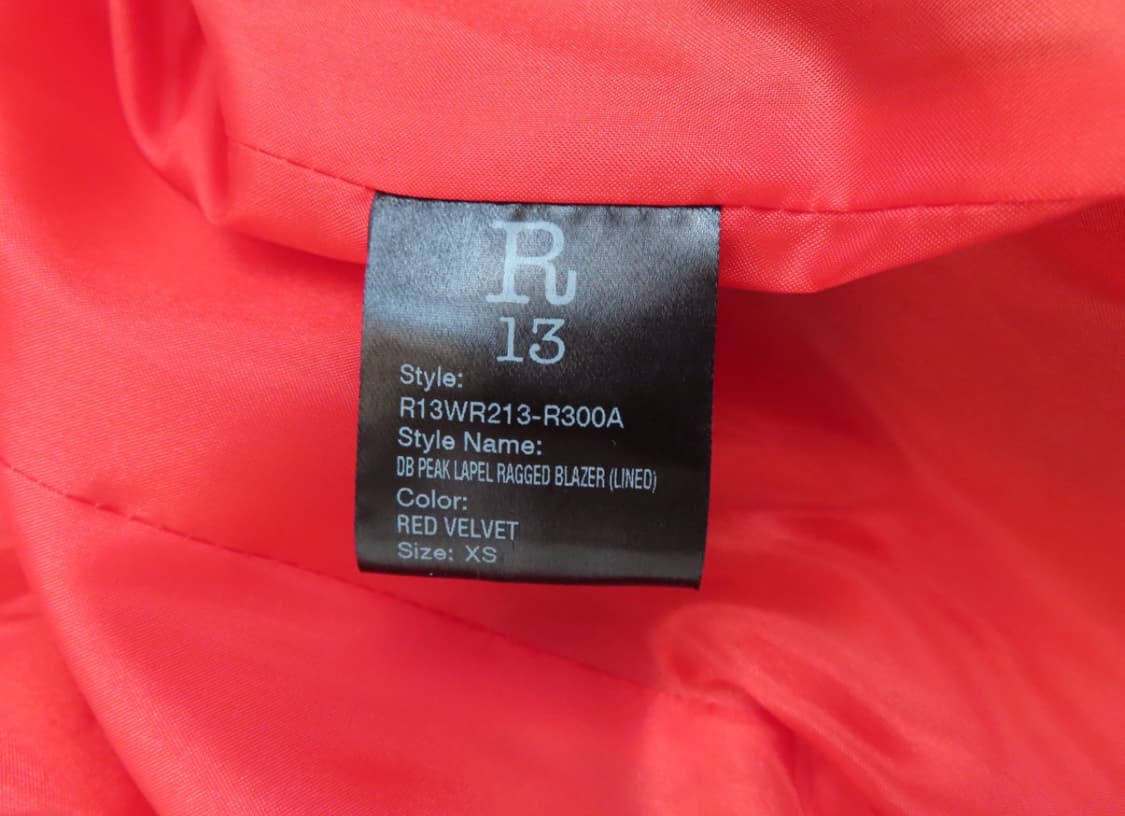 R
13
Style:
R13WR213-R300A
Style Name:
DB PEAK LAPEL RAGGED BLAZER (LINED)
Color:
RED VELVET
Size: XS